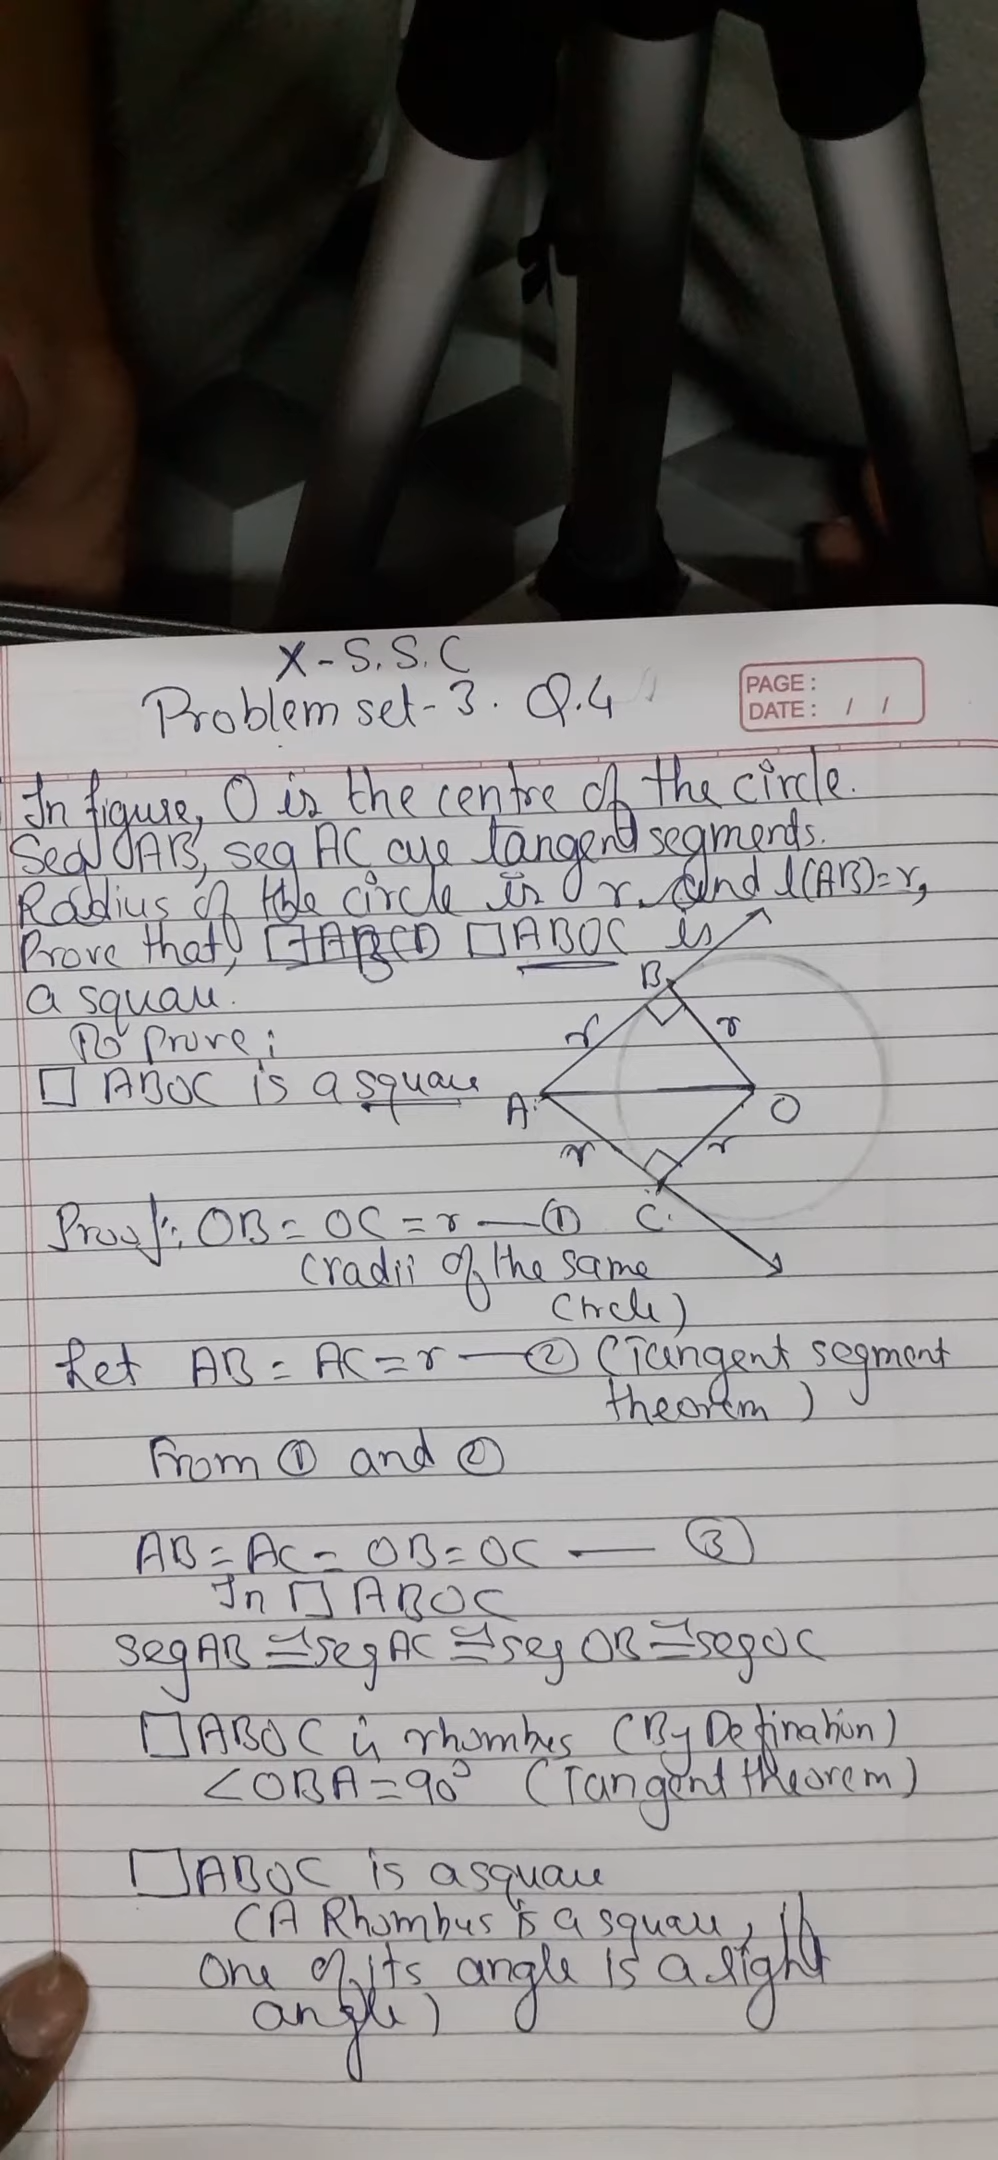 X-S.S.C
Problem set-3. Q.4
PAGE:
DATE: / /
In figure, O is the centre of the circle.
Seg AB, seg AC are tangent segments.
Radius of the circle is r and l(AB)=r,
Prove that, □ABCD □ABOC is
a square.
To prove:
□ ABOC is a square
B
r
r
A
O
r
r
C
Proof: OB = OC = r — ①
(radii of the same
circle)
Let AB = AC = r — ② (Tangent segment
theorem)
From ① and ②
AB = AC = OB = OC — ③
In □ ABOC
seg AB ≅ seg AC ≅ seg OB ≅ seg OC
□ABOC is rhombus (By Defination)
∠OBA = 90° (Tangent theorem)
□ABOC is a square
(A Rhombus is a square, if
one of its angle is a right
angle)